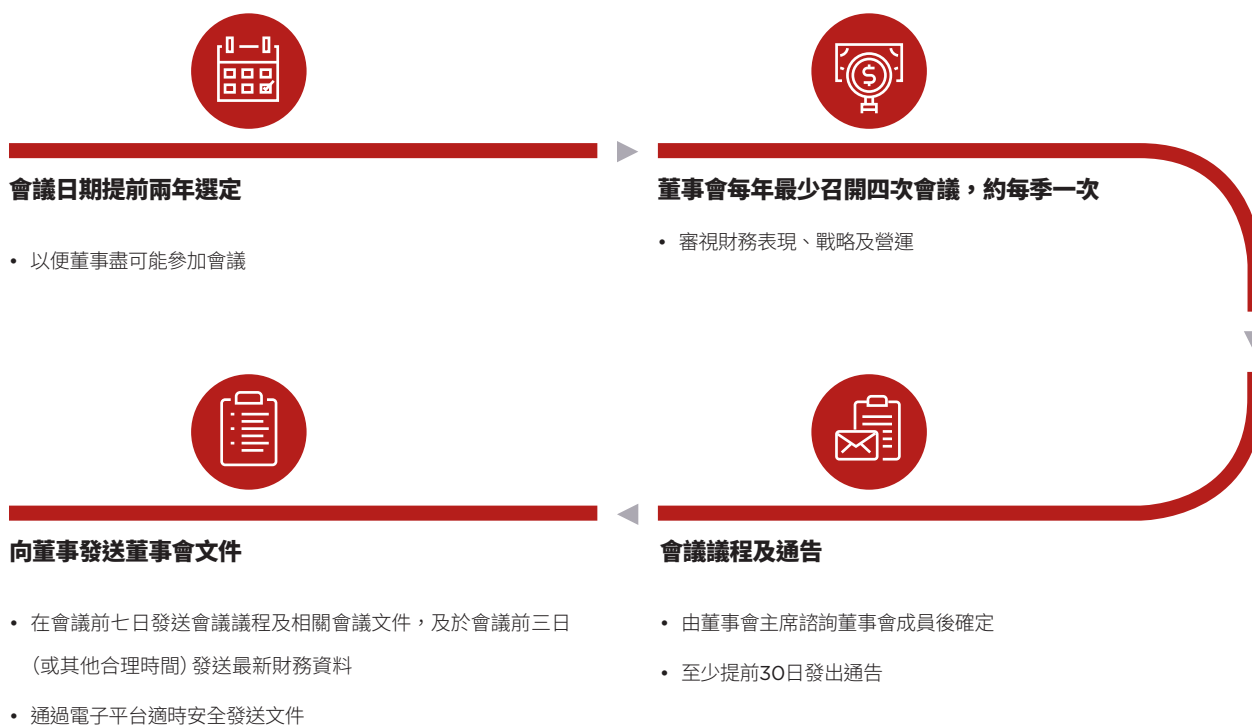 會議日期提前兩年選定
• 以便董事盡可能參加會議
董事會每年最少召開四次會議，約每季一次
• 審視財務表現、戰略及營運
會議議程及通告
• 由董事會主席諮詢董事會成員後確定
• 至少提前30日發出通告
向董事發送董事會文件
• 在會議前七日發送會議議程及相關會議文件，及於會議前三日
（或其他合理時間）發送最新財務資料
• 通過電子平台適時安全發送文件